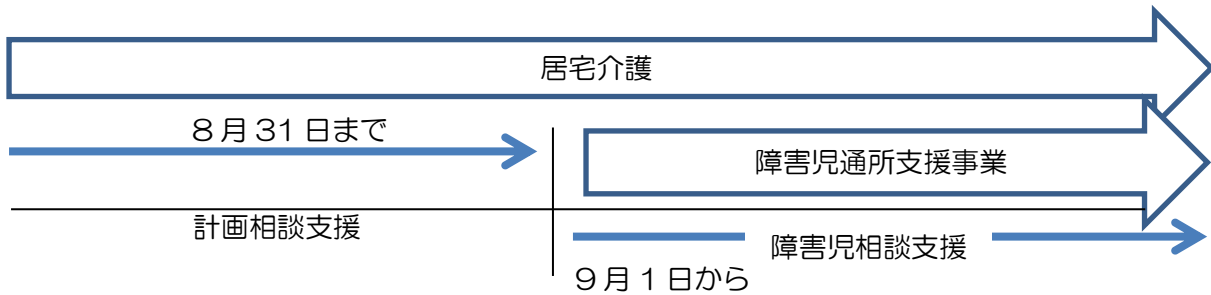 居宅介護
８月31日まで
障害児通所支援事業
計画相談支援
障害児相談支援
９月１日から